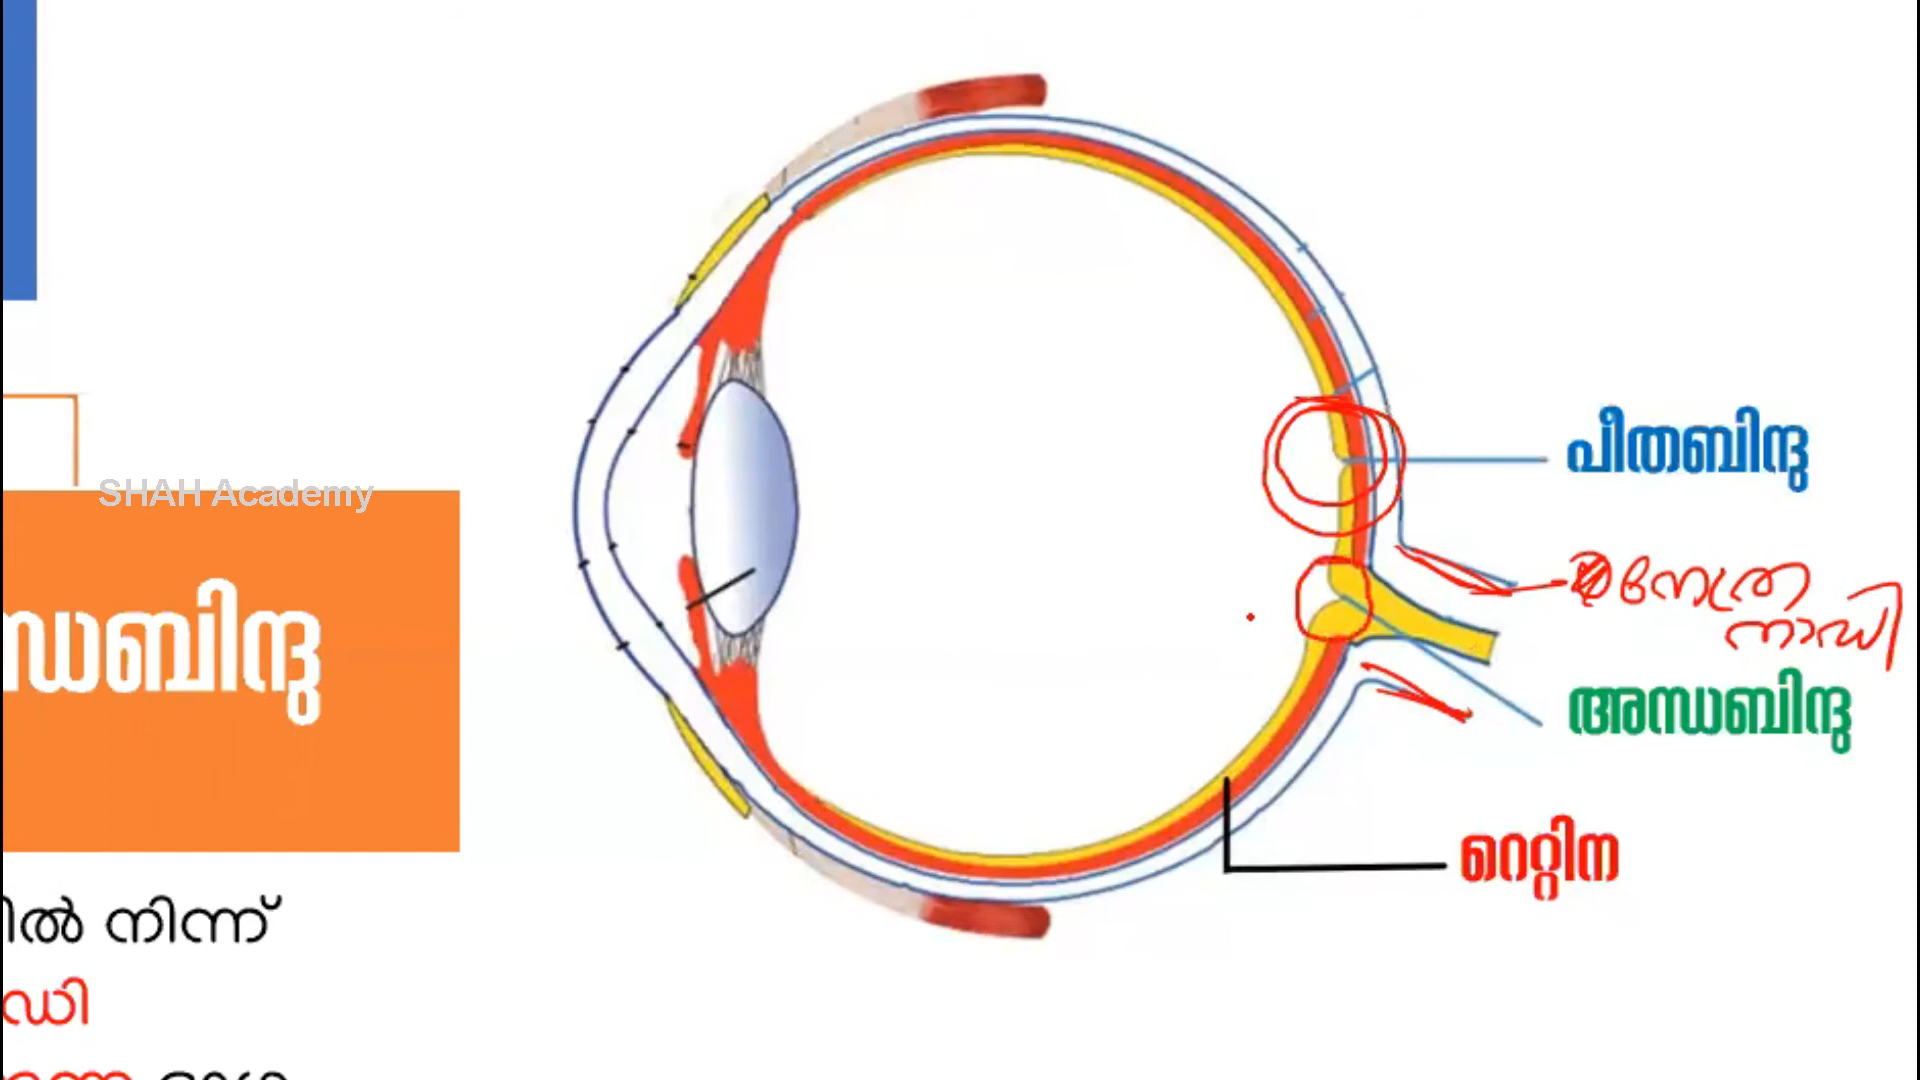 SHAH Academy
ന്ധബിന്ദു
ിൽ നിന്ന്
ഡി
പീതബിന്ദു
നേത്ര
നാഡി
അന്ധബിന്ദു
റെറ്റിന